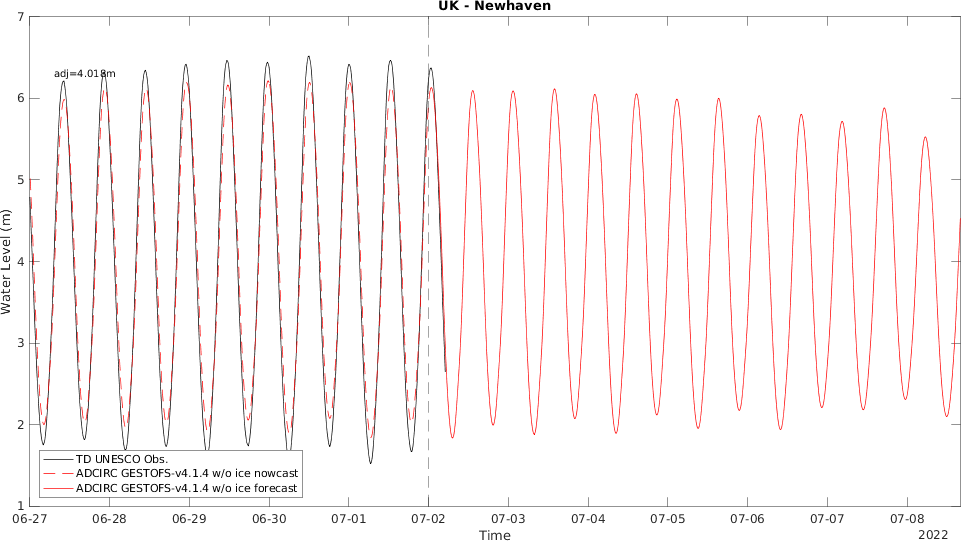 UK - Newhaven
7
adj=4.018m
6
5
4
3
2
1
Water Level (m)
TD UNESCO Obs.
ADCIRC GESTOFS-v4.1.4 w/o ice nowcast
ADCIRC GESTOFS-v4.1.4 w/o ice forecast
06-27 06-28 06-29 06-30 07-01 07-02 07-03 07-04 07-05 07-06 07-07 07-08
Time
2022